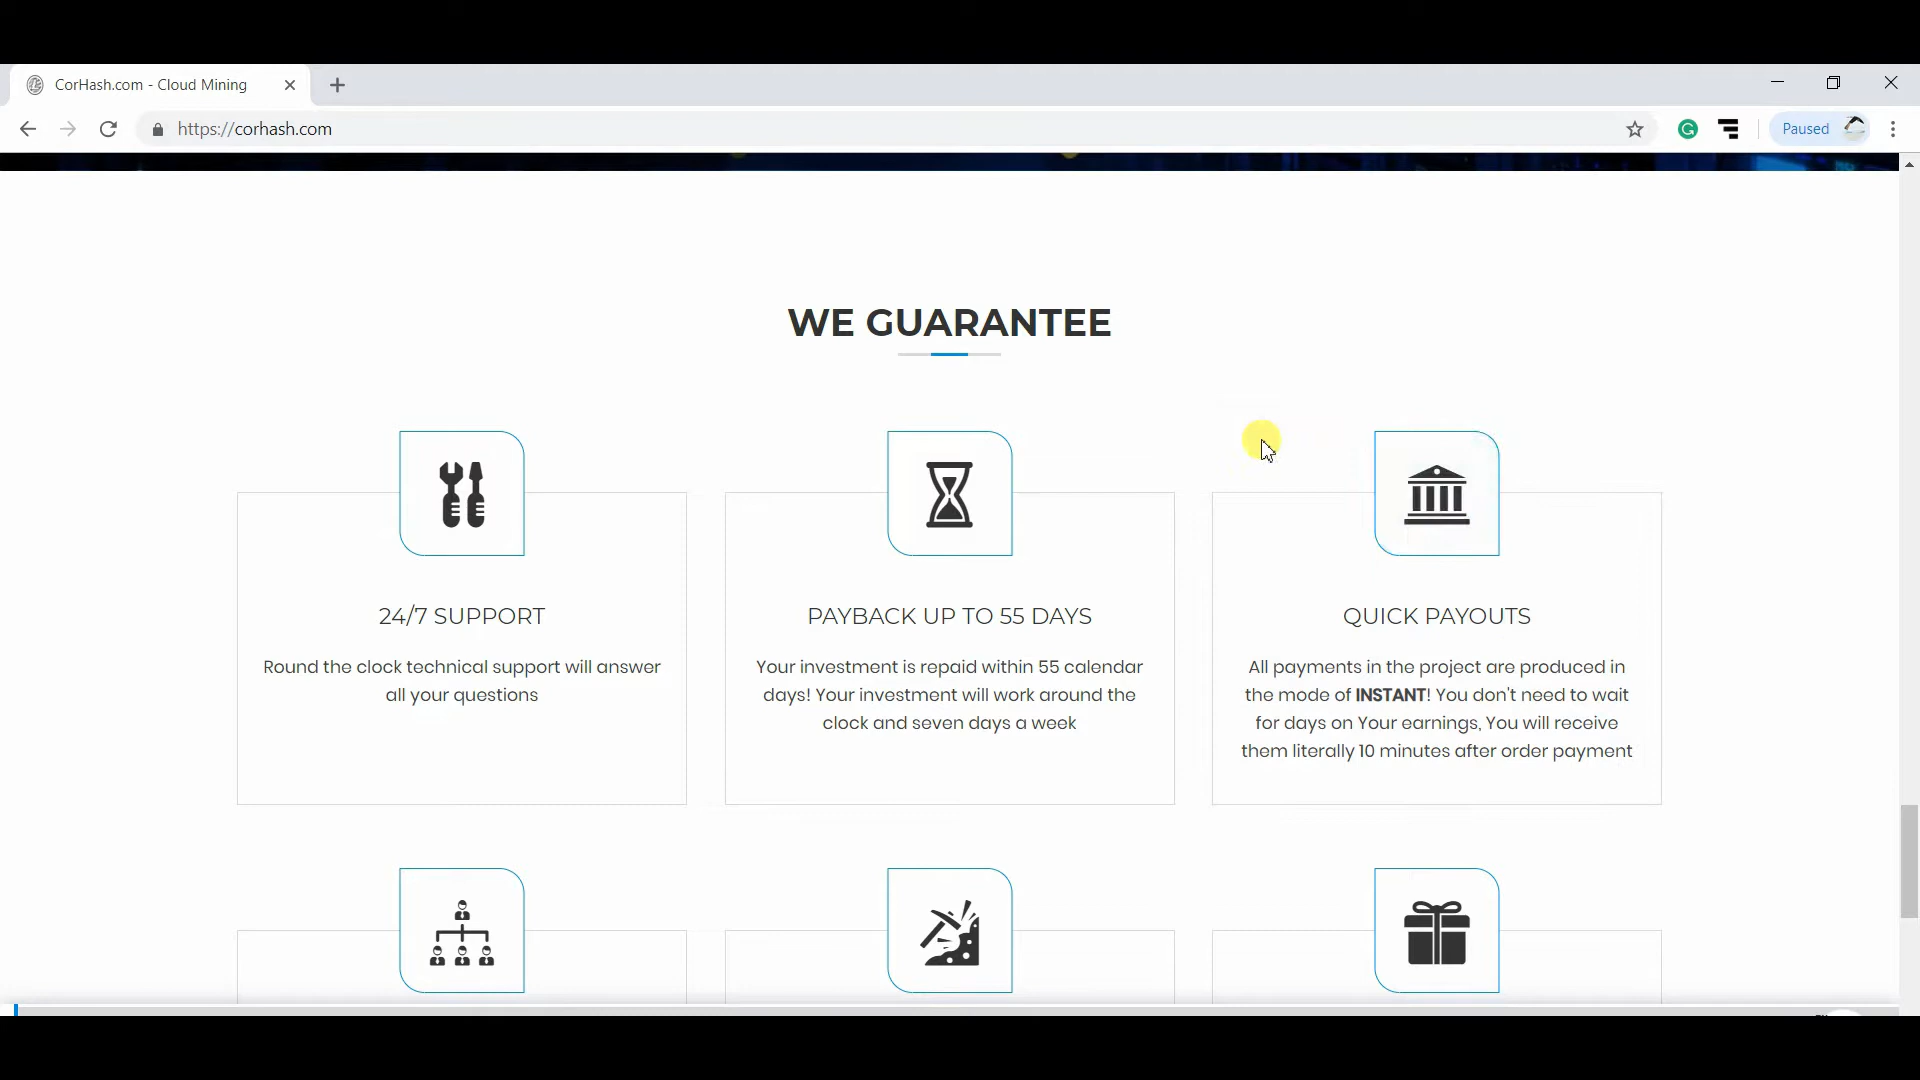 CorHash.com - Cloud Mining
https://corhash.com
Paused
WE GUARANTEE
24/7 SUPPORT
Round the clock technical support will answer
all your questions
PAYBACK UP TO 55 DAYS
Your investment is repaid within 55 calendar
days! Your investment will work around the
clock and seven days a week
QUICK PAYOUTS
All payments in the project are produced in
the mode of INSTANT! You don't need to wait
for days on Your earnings, You will receive
them literally 10 minutes after order payment